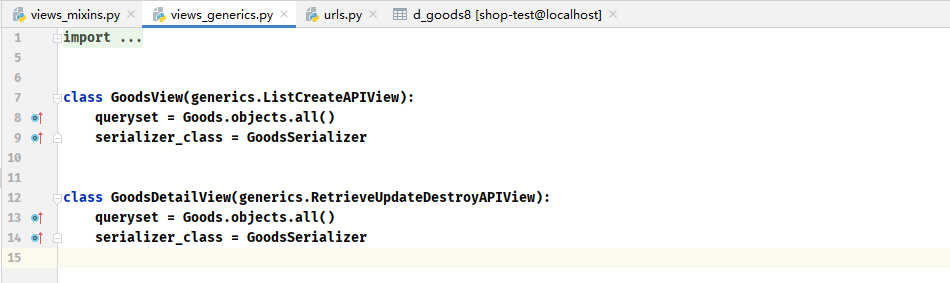 views_mixins.py views_generics.py urls.py d_goods8 [shop-test@localhost]
1 import ...
5
6
7 class GoodsView(generics.ListCreateAPIView):
8 queryset = Goods.objects.all()
9 serializer_class = GoodsSerializer
10
11
12 class GoodsDetailView(generics.RetrieveUpdateDestroyAPIView):
13 queryset = Goods.objects.all()
14 serializer_class = GoodsSerializer
15